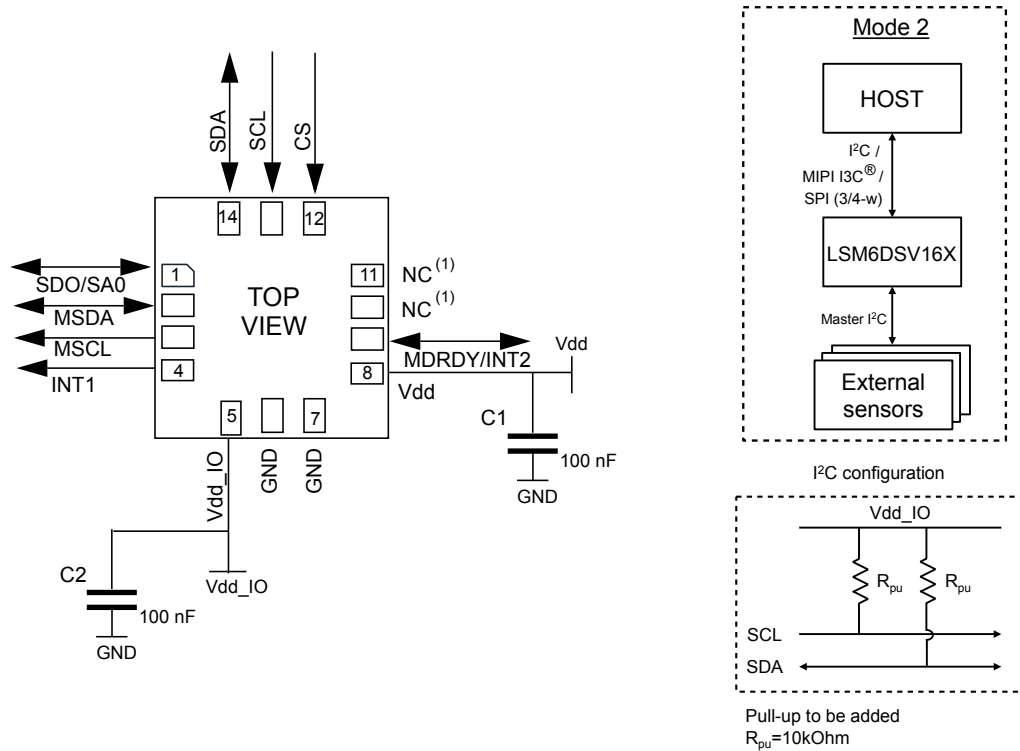 SDA
SCL
CS
14
12
1
11
NC (1)
NC (1)
TOP
VIEW
SDO/SA0
MSDA
MSCL
INT1
4
8
MDRDY/INT2
Vdd
Vdd
5
7
Vdd_IO
GND
GND
C1
100 nF
GND
C2
100 nF
GND
Vdd_IO
Mode 2
HOST
I²C /
MIPI I3C® /
SPI (3/4-w)
LSM6DSV16X
Master I²C
External
sensors
I²C configuration
Vdd_IO
Rpu
Rpu
SCL
SDA
Pull-up to be added
Rpu=10kOhm